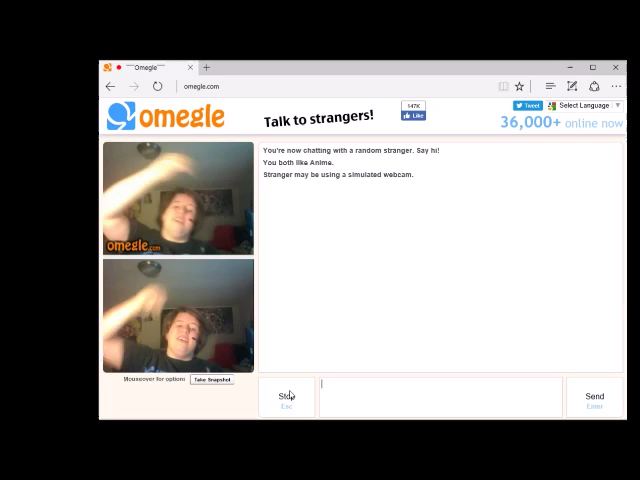 Omegle
omegle.com
omegle
Talk to strangers!
147K
Like
Tweet
Select Language
36,000+ online now
You're now chatting with a random stranger. Say hi!
You both like Anime.
Stranger may be using a simulated webcam.
omegle.com
Mouseover for options
Take Snapshot
Stop
Esc
Send
Enter